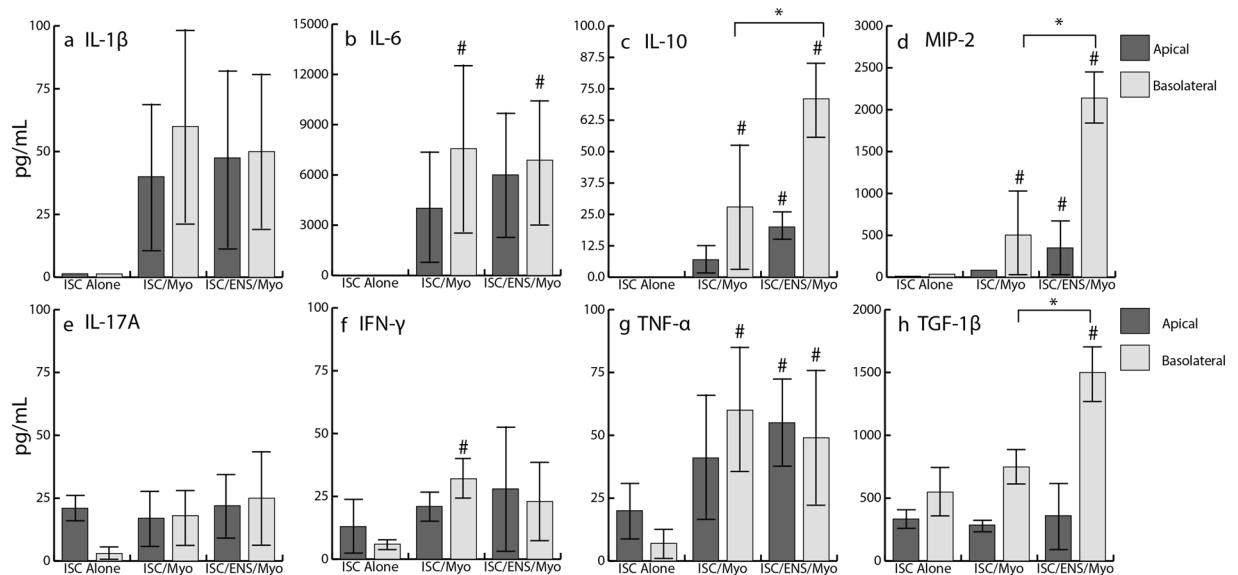 a IL-1β
pg/mL
100
75
50
25
0
ISC Alone
ISC/Myo
ISC/ENS/Myo
b IL-6
15000
12000
9000
6000
3000
0
#
#
ISC Alone
ISC/Myo
ISC/ENS/Myo
c IL-10
100.0
87.5
75.0
62.5
50.0
37.5
25.0
12.5
0.0
*
#
#
#
ISC Alone
ISC/Myo
ISC/ENS/Myo
d MIP-2
3000
2500
2000
1500
1000
500
0
*
#
#
#
ISC Alone
ISC/Myo
ISC/ENS/Myo
Apical
Basolateral
e IL-17A
pg/mL
100
75
50
25
0
ISC Alone
ISC/Myo
ISC/ENS/Myo
f IFN-γ
100
75
50
25
0
#
ISC Alone
ISC/Myo
ISC/ENS/Myo
g TNF-α
100
75
50
25
0
#
#
#
ISC Alone
ISC/Myo
ISC/ENS/Myo
h TGF-1β
2000
1500
1000
500
0
*
#
ISC Alone
ISC/Myo
ISC/ENS/Myo
Apical
Basolateral